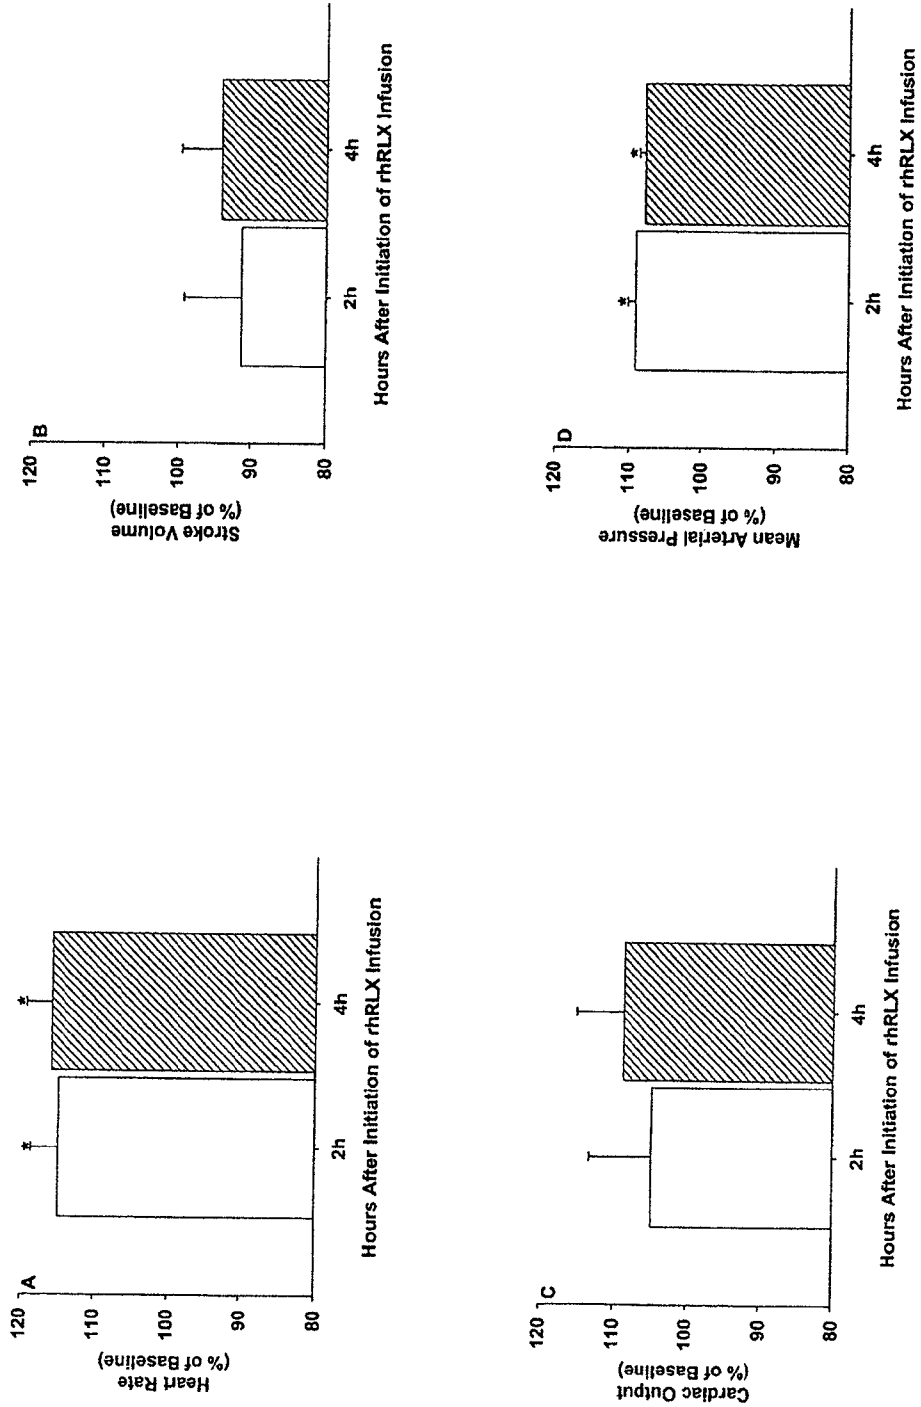 A
Heart Rate
(% of Baseline)
120
110
100
90
80
*
*
2h
4h
Hours After Initiation of rhRLX Infusion
B
Stroke Volume
(% of Baseline)
120
110
100
90
80
2h
4h
Hours After Initiation of rhRLX Infusion
C
Cardiac Output
(% of Baseline)
120
110
100
90
80
2h
4h
Hours After Initiation of rhRLX Infusion
D
Mean Arterial Pressure
(% of Baseline)
120
110
100
90
80
*
*
2h
4h
Hours After Initiation of rhRLX Infusion